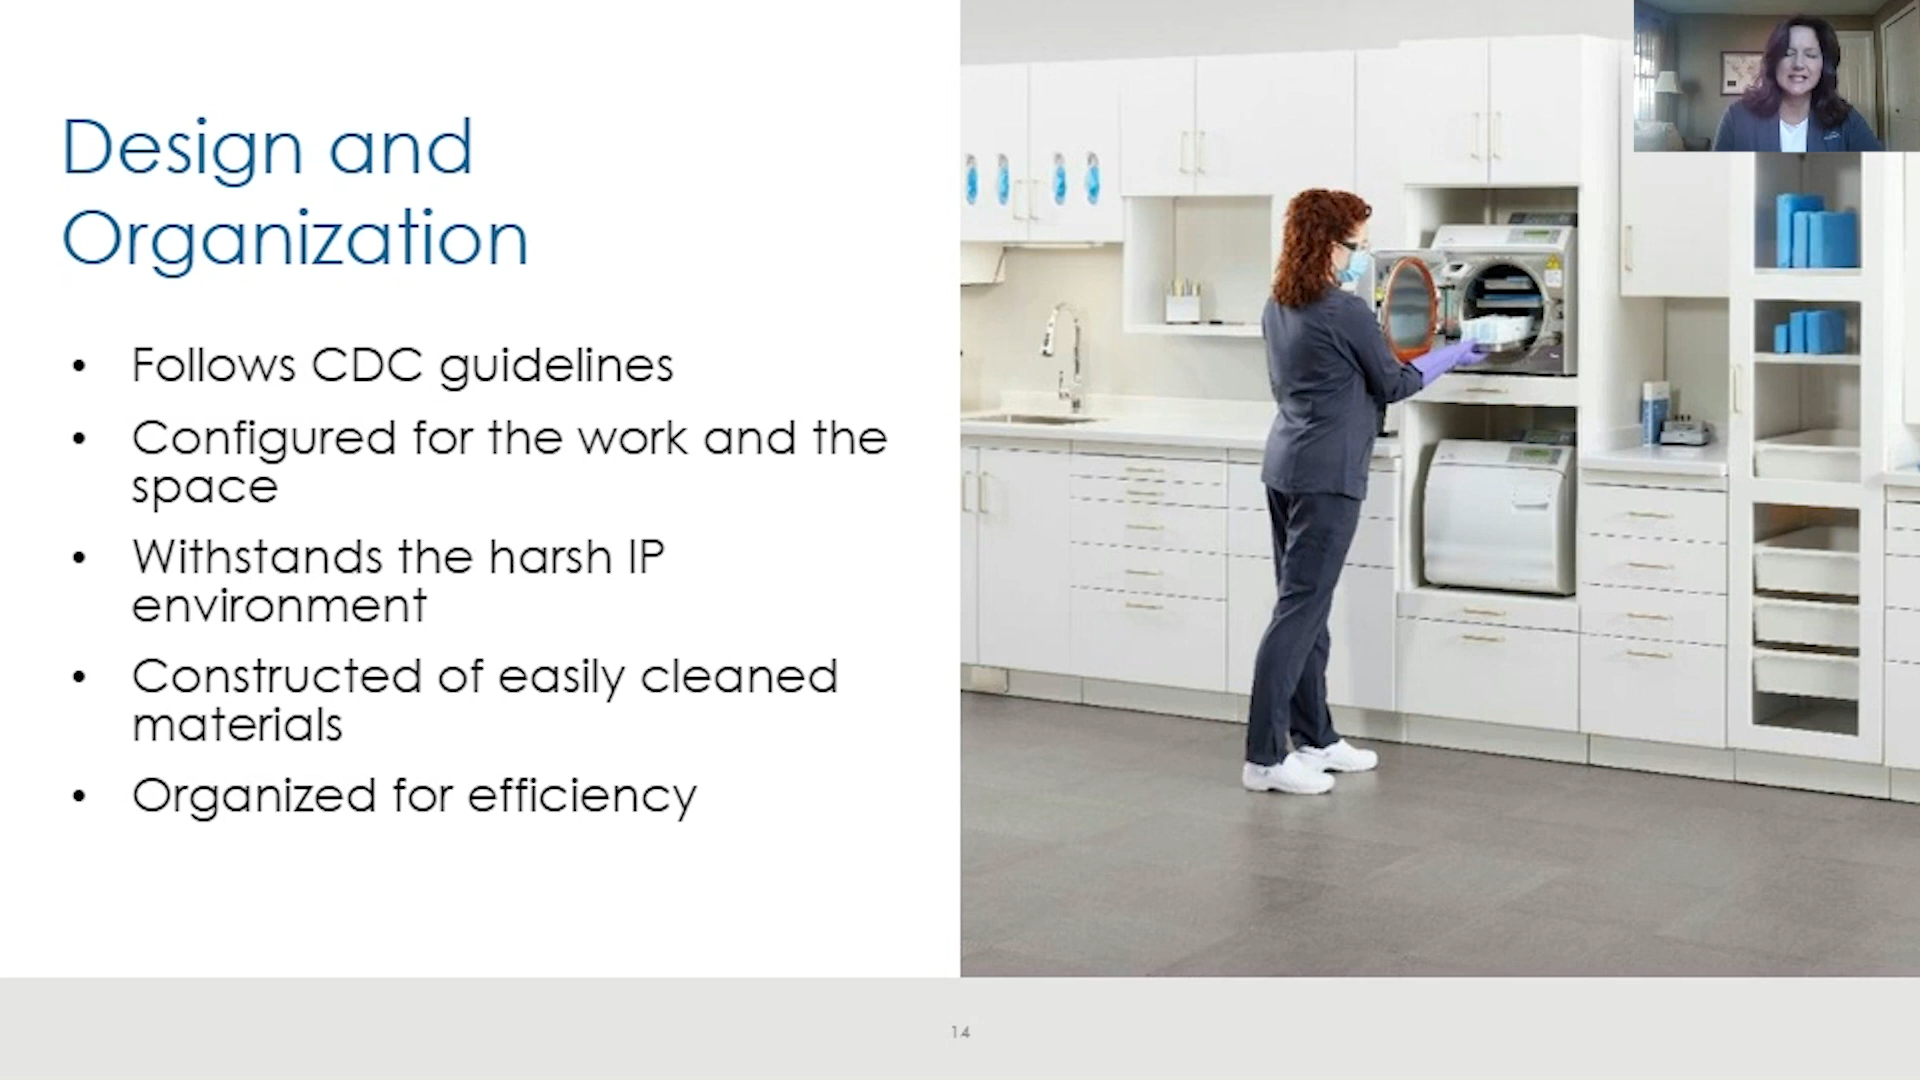 Design and
Organization
• Follows CDC guidelines
• Configured for the work and the
space
• Withstands the harsh IP
environment
• Constructed of easily cleaned
materials
• Organized for efficiency
14